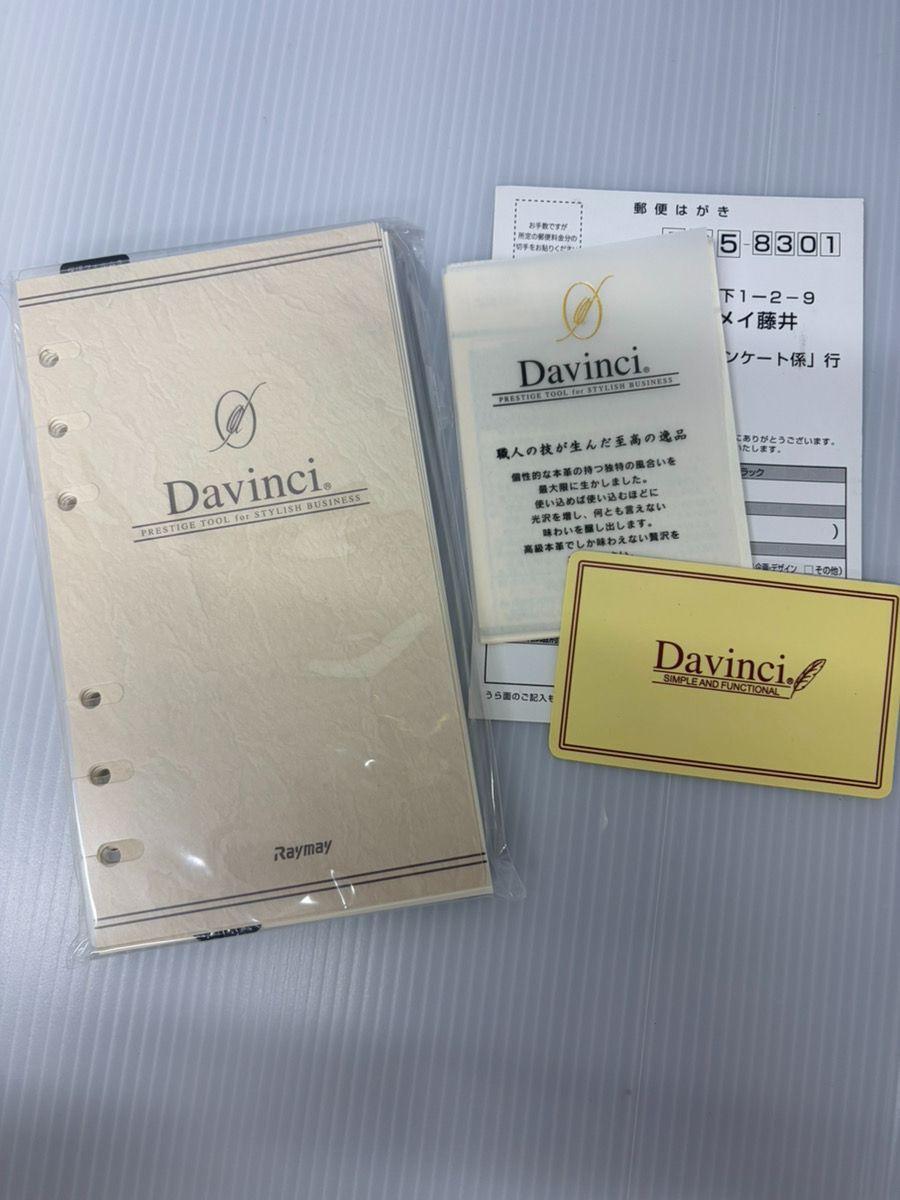 Davinci®
PRESTIGE TOOL for STYLISH BUSINESS
Raymay
郵便はがき
お手数ですが
所定の郵便料金分の
切手をお貼りください
5-8301
下1-2-9
メイ藤井
ンケート係」行
にありがとうございます。
いたします。
ラック
)
企画・デザイン □その他)
うら面のご記入も
Davinci®
PRESTIGE TOOL for STYLISH BUSINESS
職人の技が生んだ至高の逸品
個性的な本革の持つ独特の風合いを
最大限に生かしました。
使い込めば使い込むほどに
光沢を増し、何とも言えない
味わいを醸し出します。
高級本革でしか味わえない贅沢を
Davinci®
SIMPLE AND FUNCTIONAL